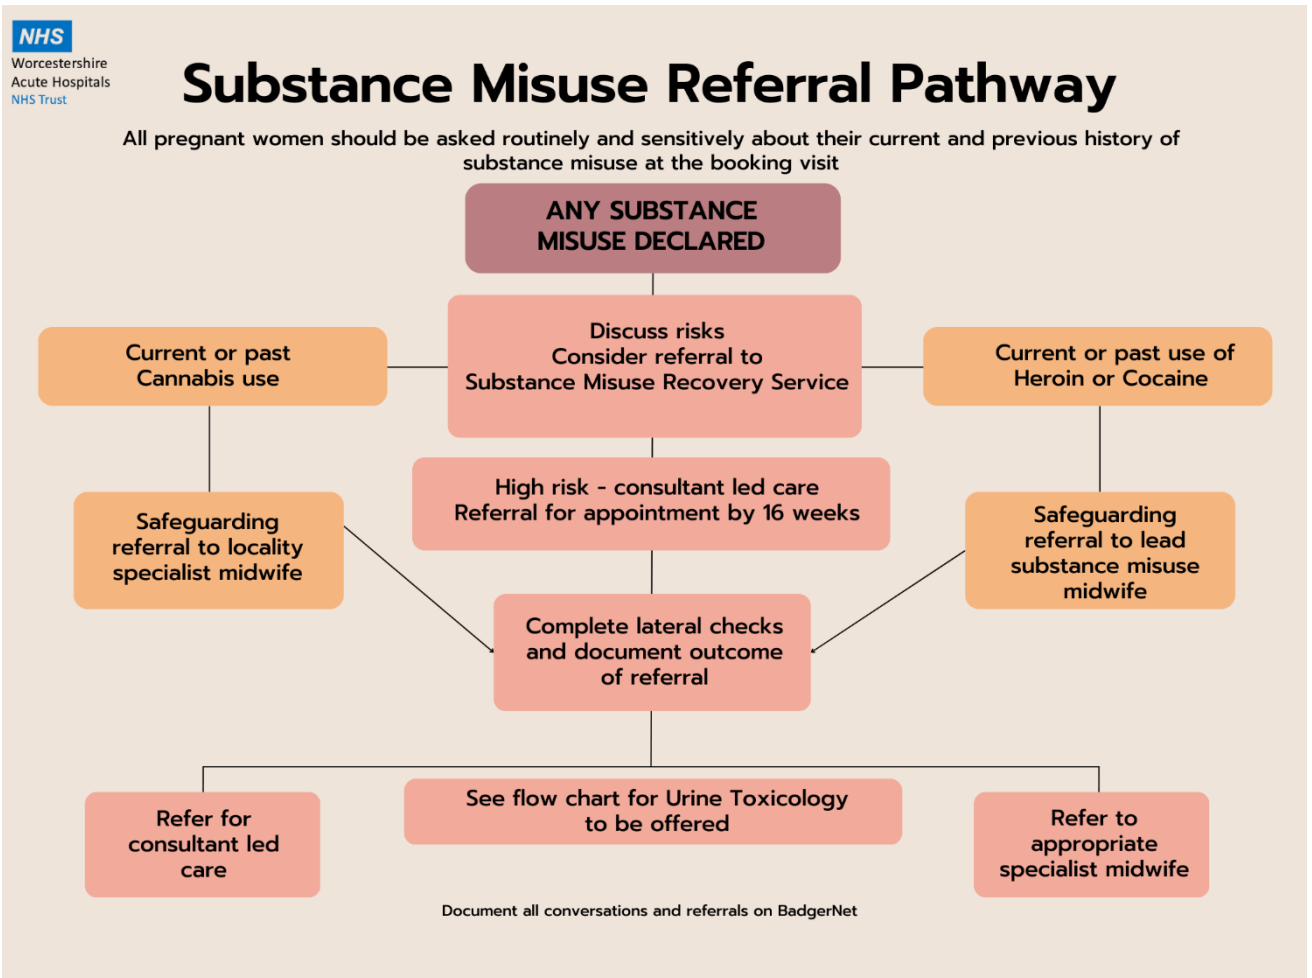 NHS
Worcestershire
Acute Hospitals
NHS Trust
Substance Misuse Referral Pathway
All pregnant women should be asked routinely and sensitively about their current and previous history of
substance misuse at the booking visit
ANY SUBSTANCE
MISUSE DECLARED
Discuss risks
Consider referral to
Substance Misuse Recovery Service
Current or past
Cannabis use
Current or past use of
Heroin or Cocaine
High risk - consultant led care
Referral for appointment by 16 weeks
Safeguarding
referral to locality
specialist midwife
Safeguarding
referral to lead
substance misuse
midwife
Complete lateral checks
and document outcome
of referral
Refer for
consultant led
care
See flow chart for Urine Toxicology
to be offered
Refer to
appropriate
specialist midwife
Document all conversations and referrals on BadgerNet